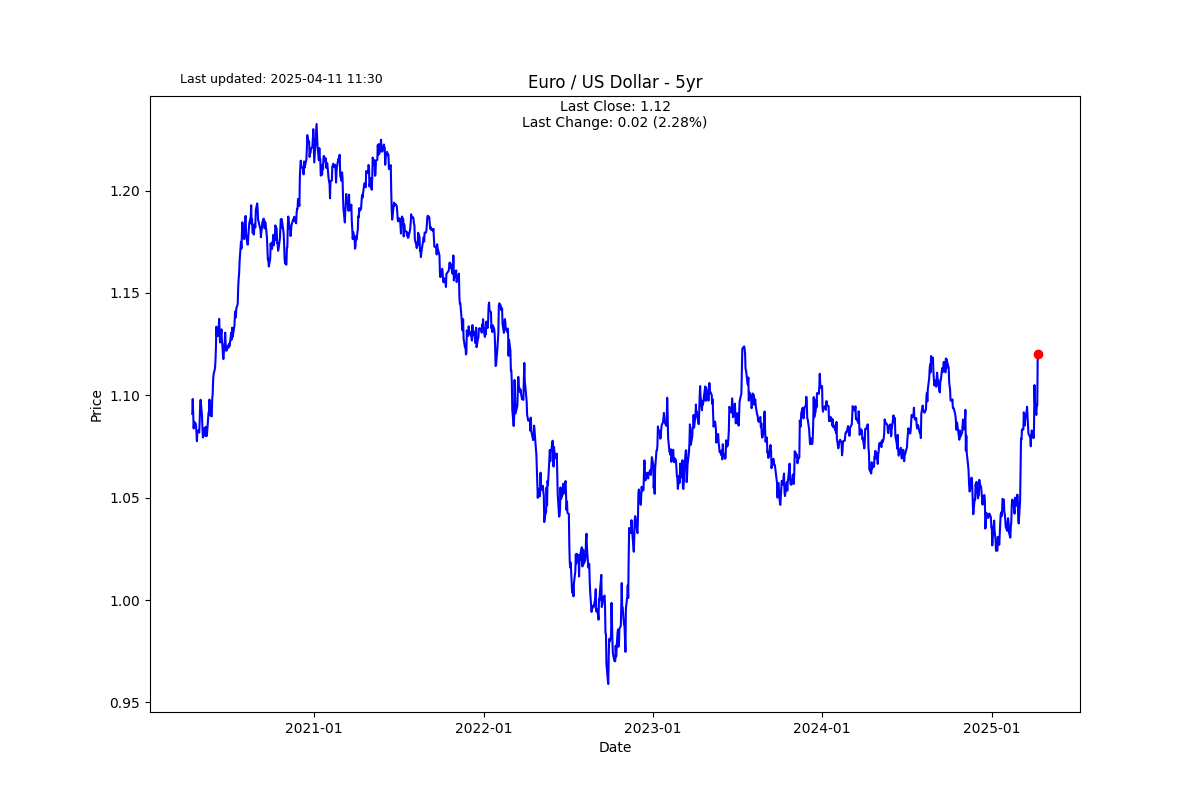 Last updated: 2025-04-11 11:30
Euro / US Dollar - 5yr
Last Close: 1.12
Last Change: 0.02 (2.28%)
Price
1.20
1.15
1.10
1.05
1.00
0.95
2021-01
2022-01
2023-01
2024-01
2025-01
Date